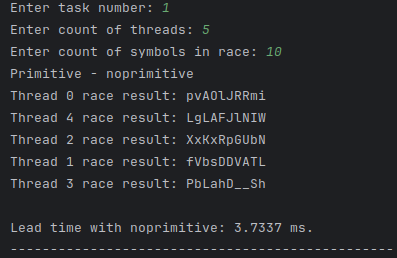 Enter task number: 1
Enter count of threads: 5
Enter count of symbols in race: 10
Primitive - noprimitive
Thread 0 race result: pvAOlJRRmi
Thread 4 race result: LgLAFJlNIW
Thread 2 race result: XxKxRpGUbN
Thread 1 race result: fVbsDDVATL
Thread 3 race result: PbLahD__Sh
Lead time with noprimitive: 3.7337 ms.
------------------------------------------------